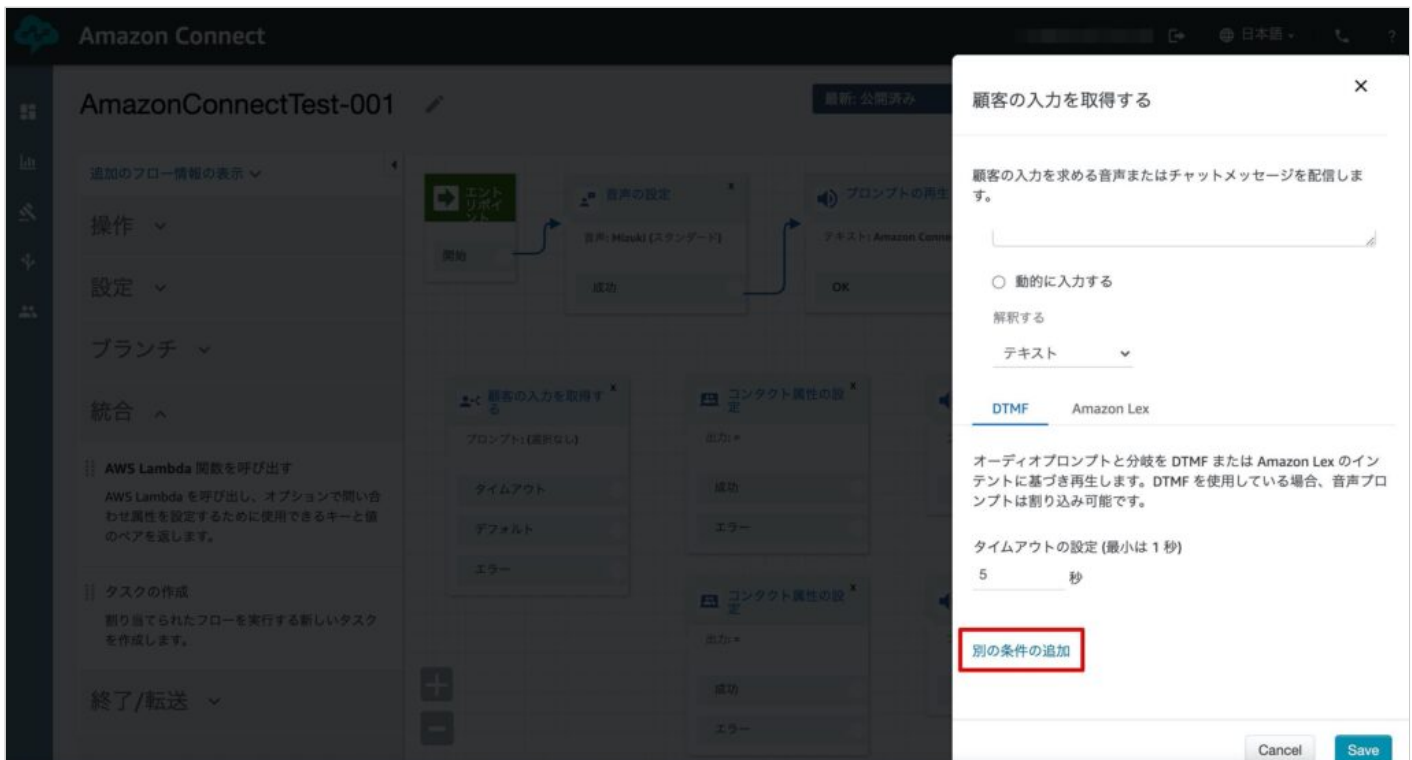 Amazon Connect
日本語
?
AmazonConnectTest-001
最新: 公開済み
追加のフロー情報の表示
操作
設定
ブランチ
統合
AWS Lambda 関数を呼び出す
AWS Lambda を呼び出し、オプションで問い合
わせ属性を設定するために使用できるキーと値
のペアを返します。
タスクの作成
割り当てられたフローを実行する新しいタスク
を作成します。
終了/転送
エント
リポイ
ント
開始
音声の設定
x
音声: Mizuki (スタンダード)
成功
プロンプトの再生
テキスト: Amazon Conne
OK
顧客の入力を取得す
る
x
プロンプト: (選択なし)
タイムアウト
デフォルト
エラー
コンタクト属性の設
定
x
出力: =
成功
エラー
コンタクト属性の設
定
x
出力: =
成功
エラー
顧客の入力を取得する
×
顧客の入力を求める音声またはチャットメッセージを配信しま
す。
動的に入力する
解釈する
テキスト
DTMF
Amazon Lex
オーディオプロンプトと分岐を DTMF または Amazon Lex のイン
テントに基づき再生します。DTMF を使用している場合、音声プロ
ンプトは割り込み可能です。
タイムアウトの設定 (最小は 1 秒)
5 秒
別の条件の追加
Cancel
Save